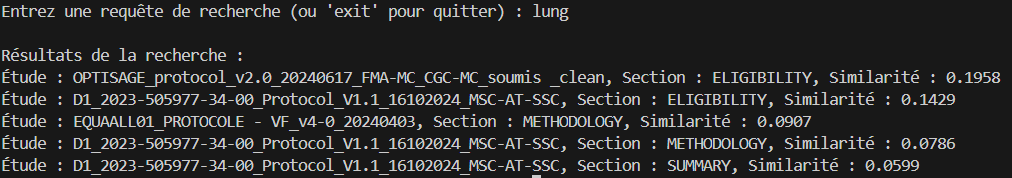 Entrez une requête de recherche (ou 'exit' pour quitter) : lung
Résultats de la recherche :
Étude : OPTISAGE_protocol_v2.0_20240617_FMA-MC_CGC-MC_soumis _clean, Section : ELIGIBILITY, Similarité : 0.1958
Étude : D1_2023-505977-34-00_Protocol_V1.1_16102024_MSC-AT-SSC, Section : ELIGIBILITY, Similarité : 0.1429
Étude : EQUAALL01_PROTOCOLE - VF_v4-0_20240403, Section : METHODOLOGY, Similarité : 0.0907
Étude : D1_2023-505977-34-00_Protocol_V1.1_16102024_MSC-AT-SSC, Section : METHODOLOGY, Similarité : 0.0786
Étude : D1_2023-505977-34-00_Protocol_V1.1_16102024_MSC-AT-SSC, Section : SUMMARY, Similarité : 0.0599